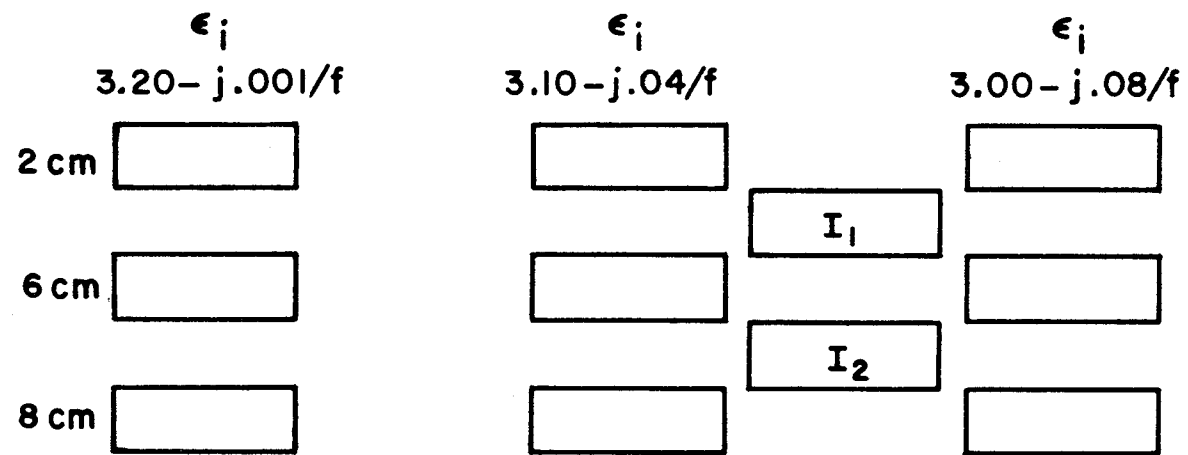 ϵi ϵi ϵi
3.20-j.001/f 3.10-j.04/f 3.00-j.08/f
2 cm
I1
6 cm
I2
8 cm